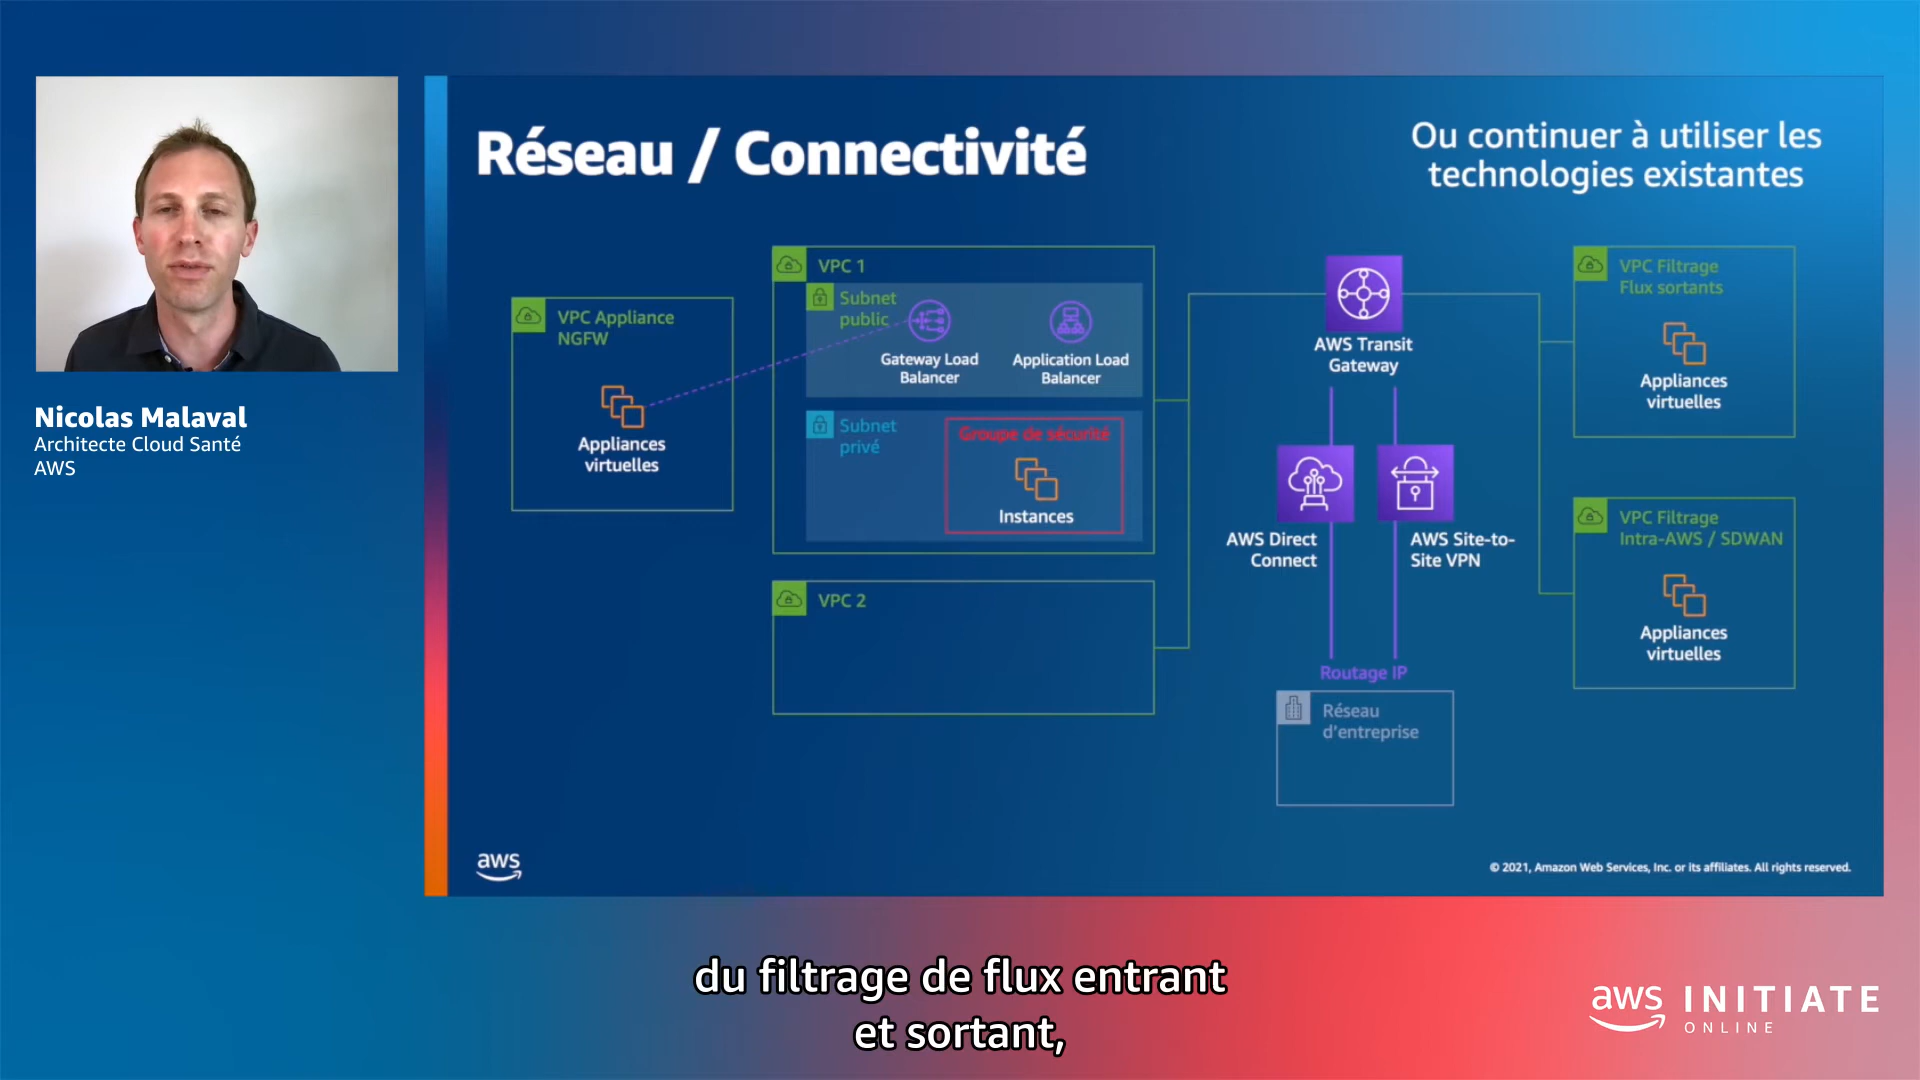 Réseau / Connectivité
Ou continuer à utiliser les
technologies existantes
Nicolas Malaval
Architecte Cloud Santé
AWS
VPC Appliance
NGFW
Appliances
virtuelles
VPC 1
Subnet
public
Gateway Load
Balancer
Application Load
Balancer
Subnet
privé
Groupe de sécurité
Instances
VPC 2
AWS Transit
Gateway
AWS Direct
Connect
AWS Site-to-
Site VPN
Routage IP
Réseau
d'entreprise
VPC Filtrage
Flux sortants
Appliances
virtuelles
VPC Filtrage
Intra-AWS / SDWAN
Appliances
virtuelles
aws
© 2021, Amazon Web Services, Inc. or its affiliates. All rights reserved.
du filtrage de flux entrant
et sortant,
aws INITIATE
ONLINE